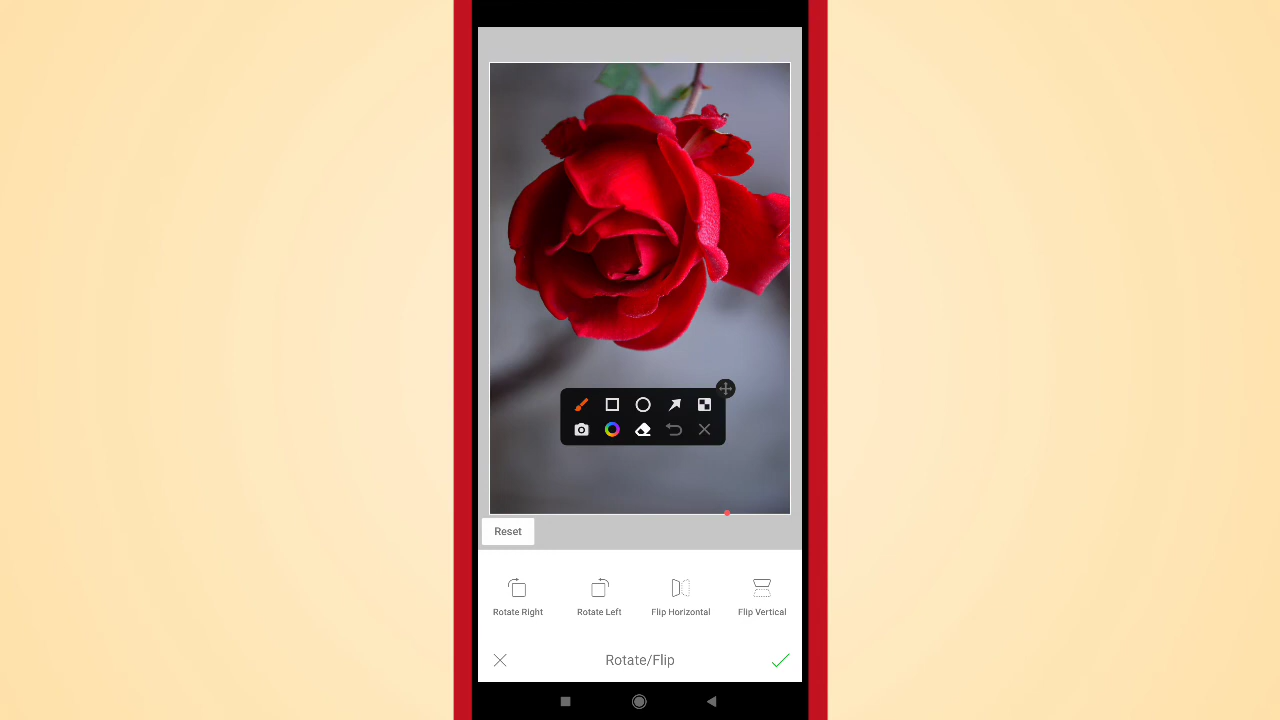 Reset
Rotate Right
Rotate Left
Flip Horizontal
Flip Vertical
Rotate/Flip